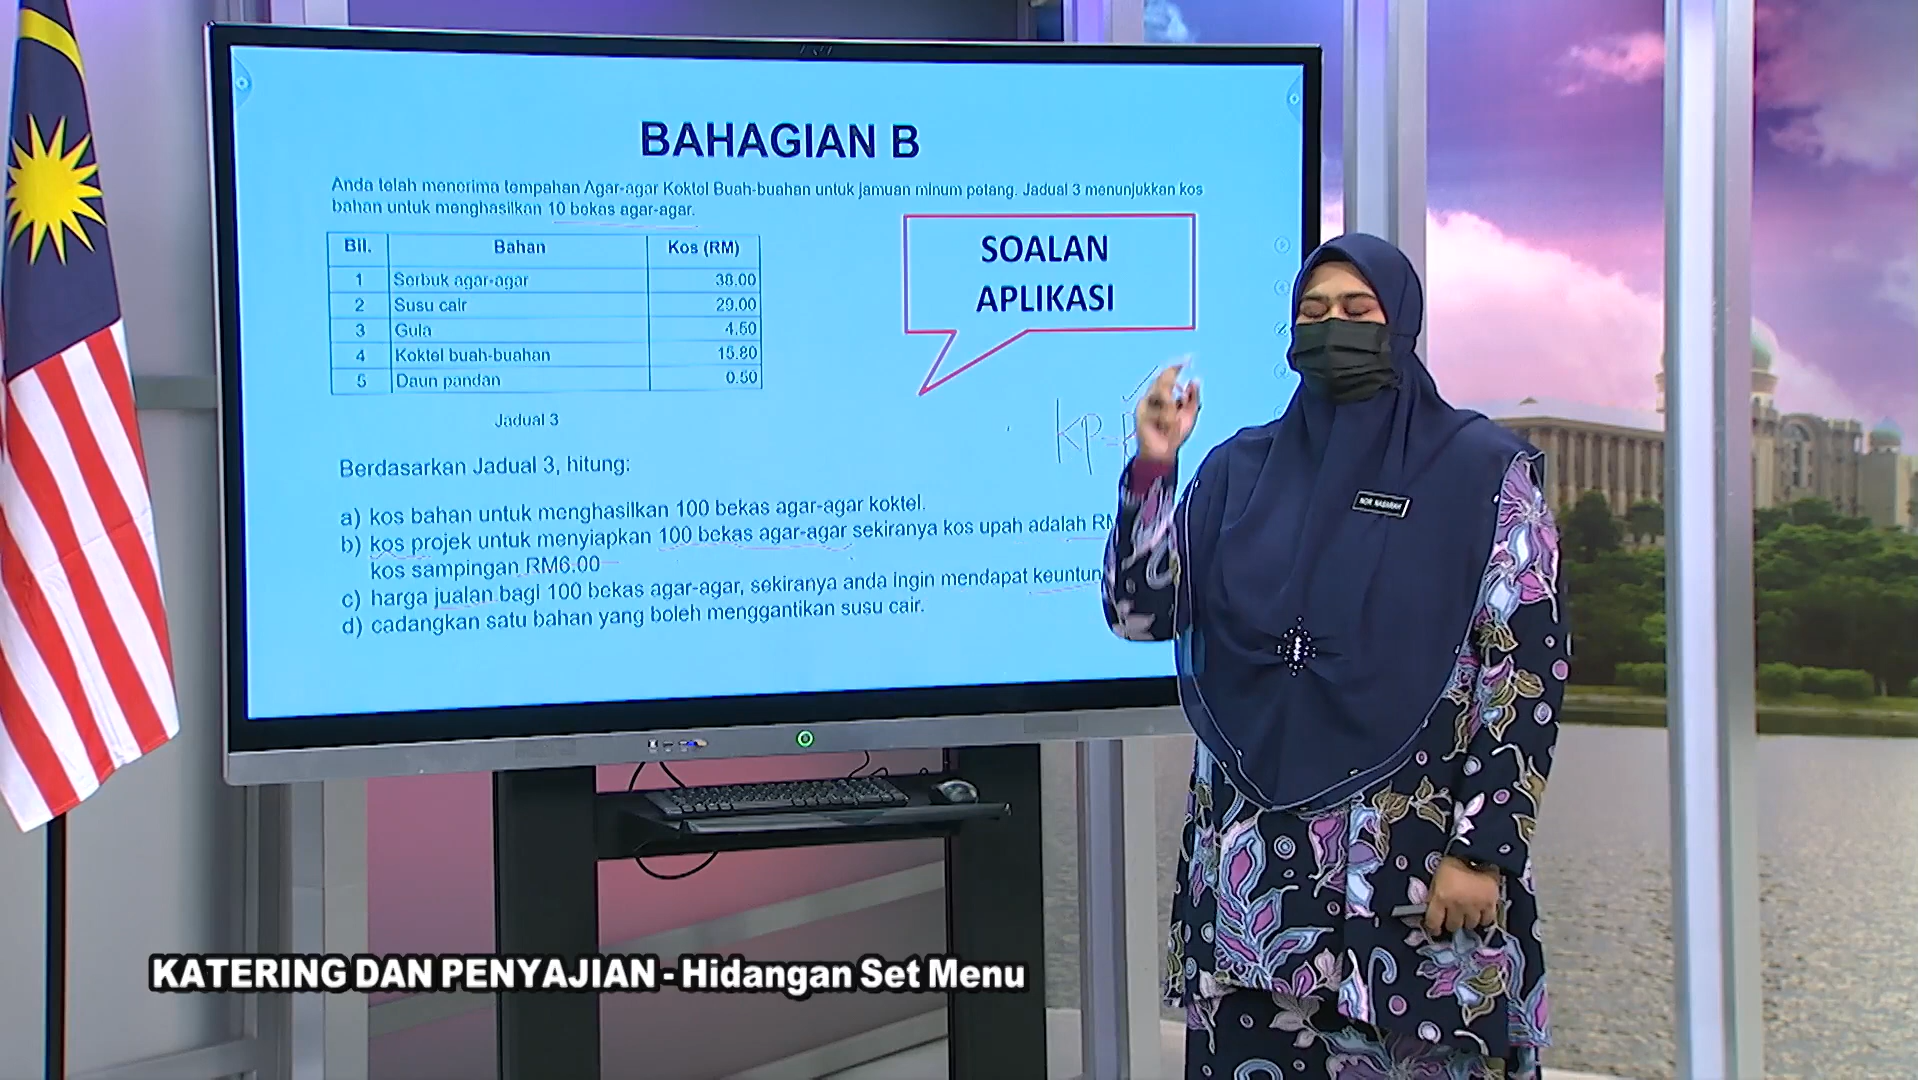 BAHAGIAN B
Anda telah menerima tempahan Agar-agar Koktel Buah-buahan untuk jamuan minum petang. Jadual 3 menunjukkan kos
bahan untuk menghasilkan 10 bekas agar-agar.
Bil. Bahan Kos (RM)
1 Serbuk agar-agar 38.00
2 Susu cair 29.00
3 Gula 4.50
4 Koktel buah-buahan 15.80
5 Daun pandan 0.50
Jadual 3
SOALAN
APLIKASI
KP-
Berdasarkan Jadual 3, hitung:
a) kos bahan untuk menghasilkan 100 bekas agar-agar koktel.
b) kos projek untuk menyiapkan 100 bekas agar-agar sekiranya kos upah adalah
kos sampingan RM6.00
c) harga jualan bagi 100 bekas agar-agar, sekiranya anda ingin mendapat
d) cadangkan satu bahan yang boleh menggantikan susu cair.
KATERING DAN PENYAJIAN - Hidangan Set Menu